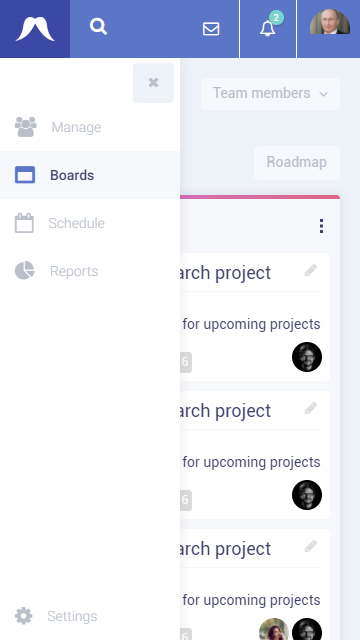 2
Team members
Manage
Roadmap
Boards
Schedule
Reports
arch project
for upcoming projects
6
arch project
for upcoming projects
6
arch project
for upcoming projects
Settings
6